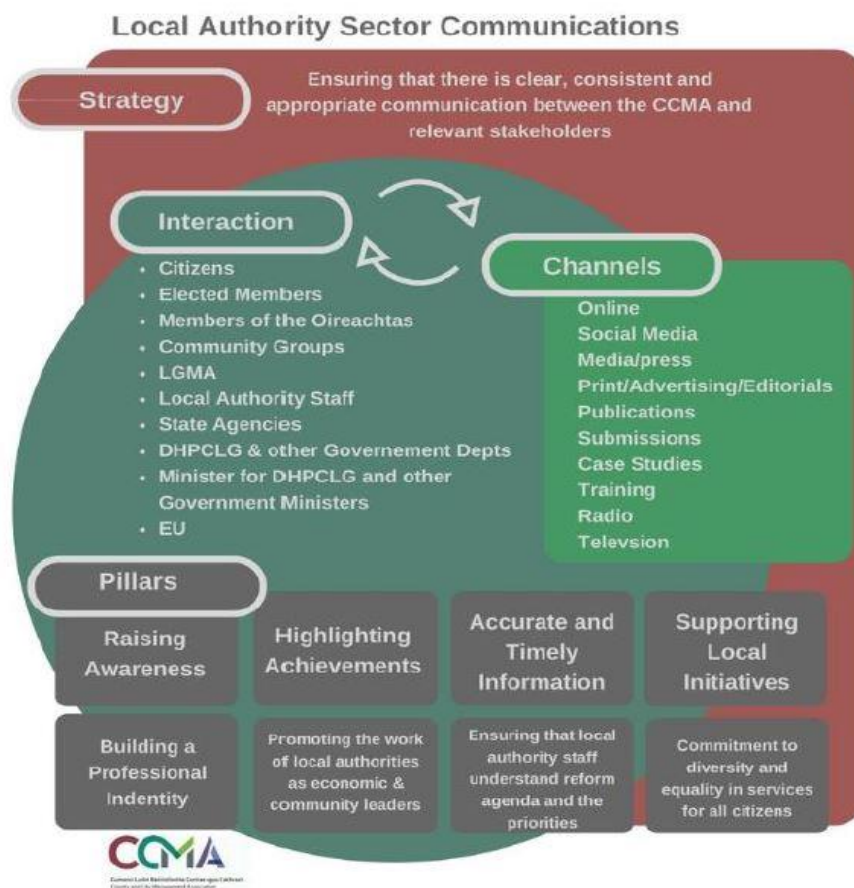 Local Authority Sector Communications
Strategy
Ensuring that there is clear, consistent and
appropriate communication between the CCMA and
relevant stakeholders
Interaction
• Citizens
• Elected Members
• Members of the Oireachtas
• Community Groups
• LGMA
• Local Authority Staff
• State Agencies
• DHPCLG & other Governement Depts
• Minister for DHPCLG and other
Government Ministers
• EU
Channels
Online
Social Media
Media/press
Print/Advertising/Editorials
Publications
Submissions
Case Studies
Training
Radio
Televsion
Pillars
Raising
Awareness
Highlighting
Achievements
Accurate and
Timely
Information
Supporting
Local
Initiatives
Building a
Professional
Indentity
Promoting the work
of local authorities
as economic &
community leaders
Ensuring that local
authority staff
understand reform
agenda and the
priorities
Commitment to
diversity and
equality in services
for all citizens
CCMA